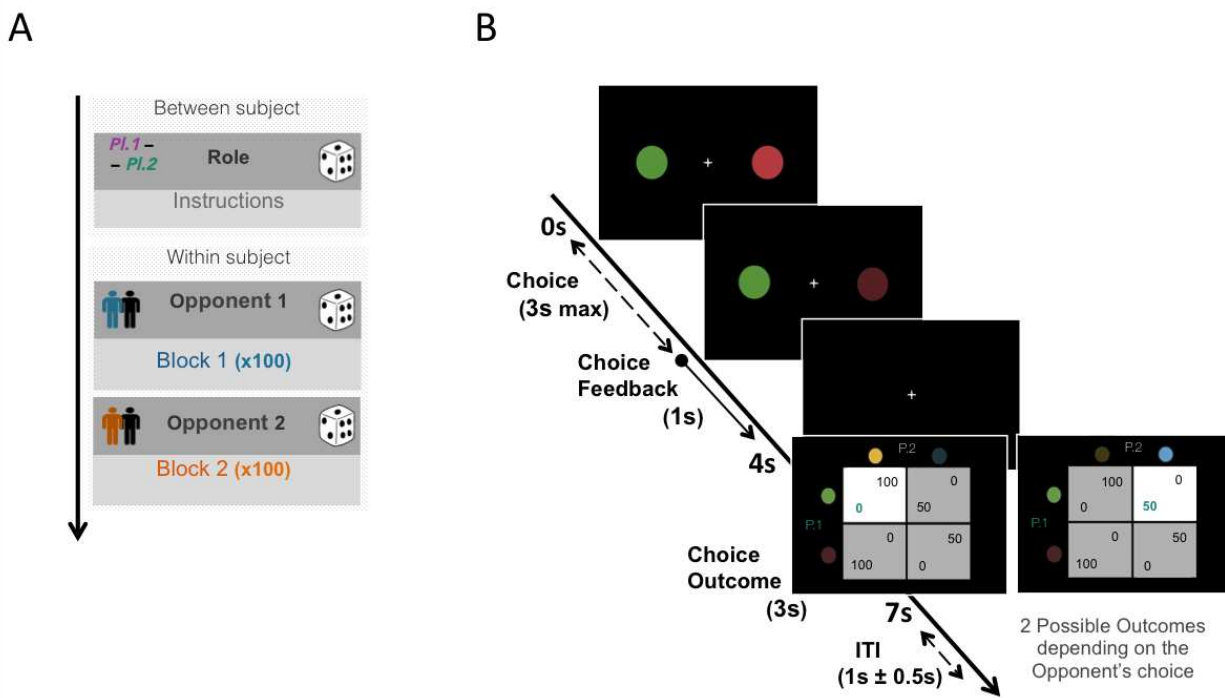 A
Between subject
Pl.1 –
– Pl.2
Role
Instructions
Within subject
Opponent 1
Block 1 (x100)
Opponent 2
Block 2 (x100)
B
+
+
+
0s
Choice
(3s max)
Choice
Feedback
(1s)
4s
P.2
P.1
100
0
0
50
0
100
50
0
P.2
P.1
100
0
0
50
0
100
50
0
Choice
Outcome
(3s)
7s
ITI
(1s ± 0.5s)
2 Possible Outcomes
depending on the
Opponent's choice